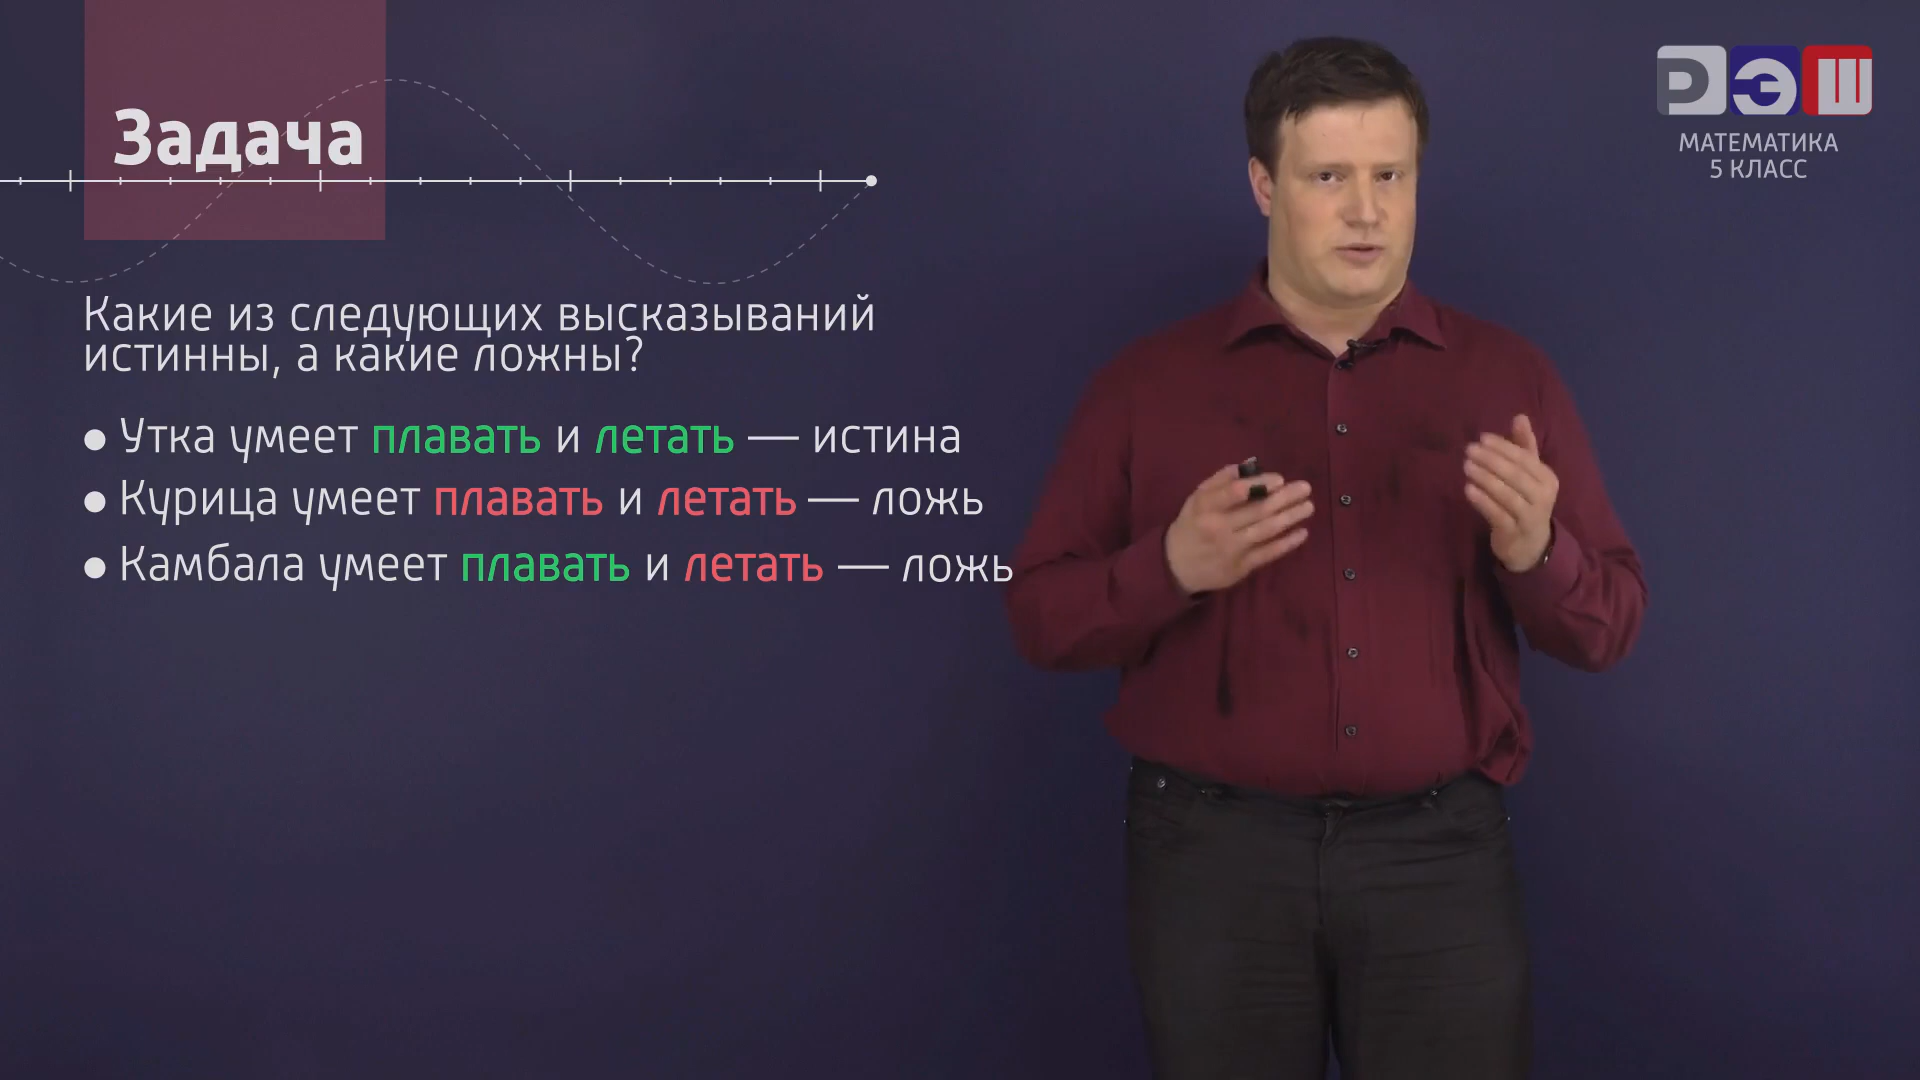 Задача
РЭШ
МАТЕМАТИКА
5 КЛАСС
Какие из следующих высказываний
истинны, а какие ложны?
● Утка умеет плавать и летать — истина
● Курица умеет плавать и летать — ложь
● Камбала умеет плавать и летать — ложь